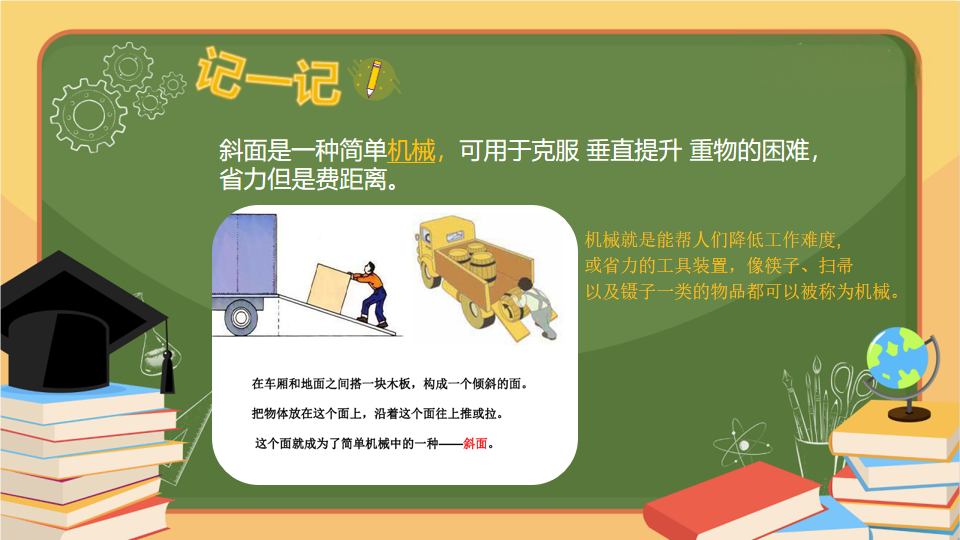 记一记
斜面是一种简单机械，可用于克服 垂直提升 重物的困难，
省力但是费距离。
机械就是能帮人们降低工作难度，
或省力的工具装置，像筷子、扫帚
以及镊子一类的物品都可以被称为机械。
在车厢和地面之间搭一块木板，构成一个倾斜的面。
把物体放在这个面上，沿着这个面往上推或拉。
这个面就成为了简单机械中的一种——斜面。